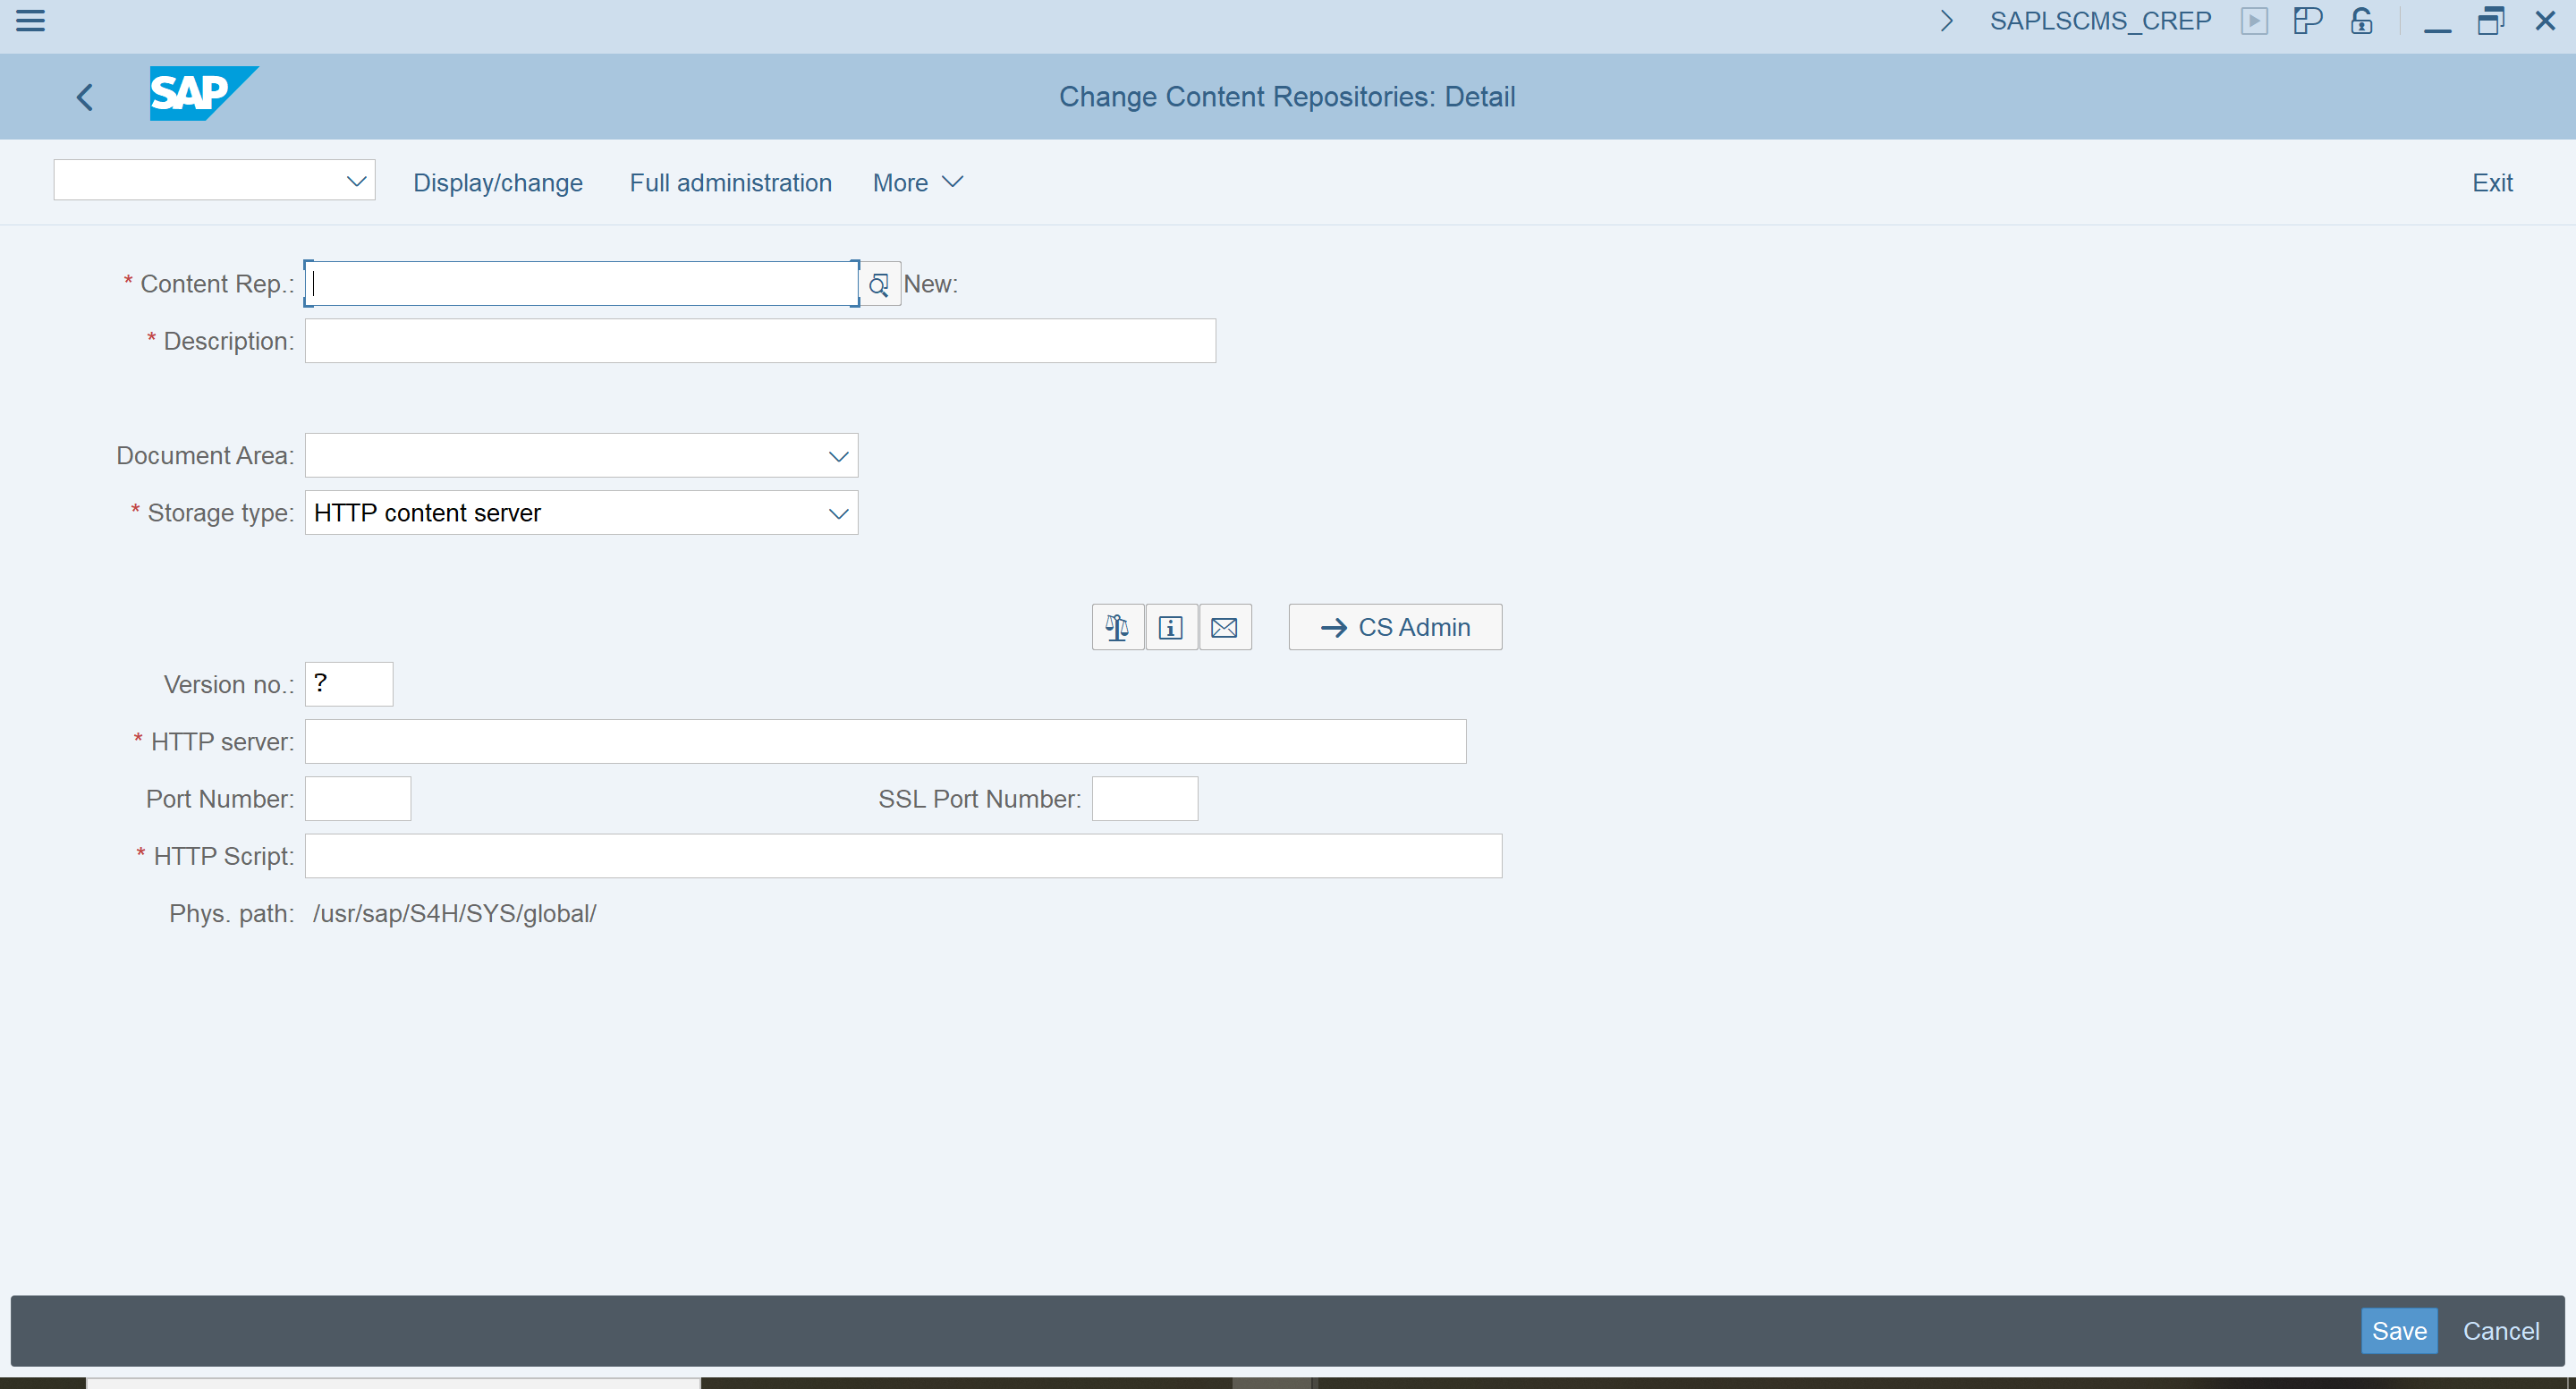 SAPLSCMS_CREP
SAP
Change Content Repositories: Detail
Display/change Full administration More Exit
* Content Rep.: New:
* Description:
Document Area:
* Storage type: HTTP content server
CS Admin
Version no.: ?
* HTTP server:
Port Number: SSL Port Number:
* HTTP Script:
Phys. path: /usr/sap/S4H/SYS/global/
Save Cancel